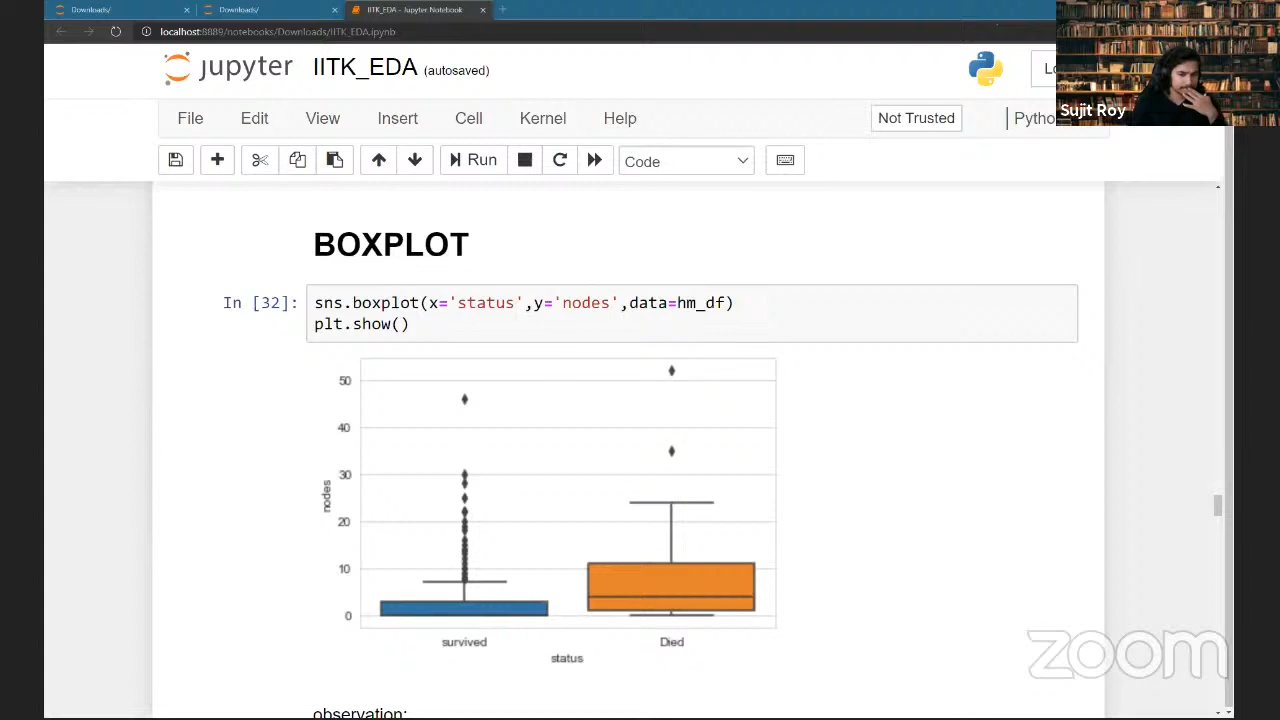 Downloads/
Downloads/
IITK_EDA - Jupyter Notebook
localhost:8889/notebooks/Downloads/IITK_EDA.ipynb
jupyter IITK_EDA (autosaved)
Lo
Sujit Roy
File Edit View Insert Cell Kernel Help
Not Trusted
Pytho
Run
Code
BOXPLOT
In [32]: sns.boxplot(x='status',y='nodes',data=hm_df)
plt.show()
50
40
30
20
10
0
nodes
survived Died
status
zoom
observation: